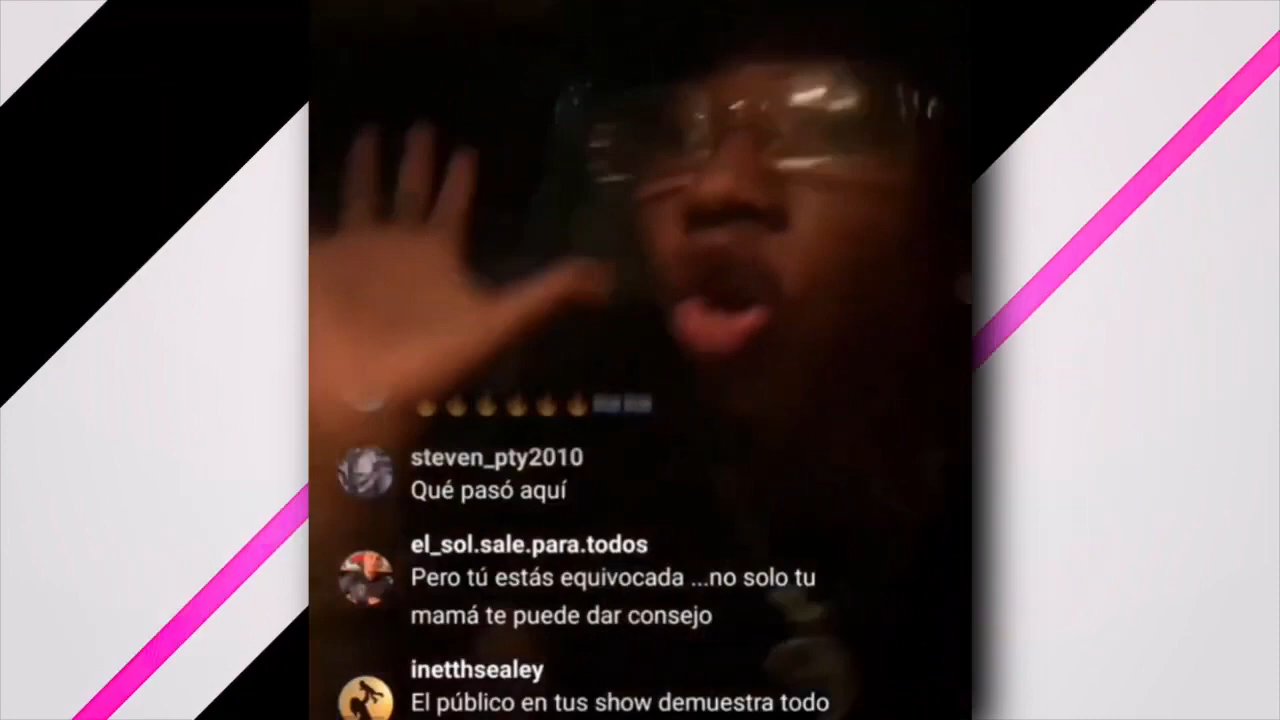 🔥🔥🔥🔥🔥🔥
steven_pty2010
Qué pasó aquí
el_sol.sale.para.todos
Pero tú estás equivocada ...no solo tu
mamá te puede dar consejo
inetthsealey
El público en tus show demuestra todo